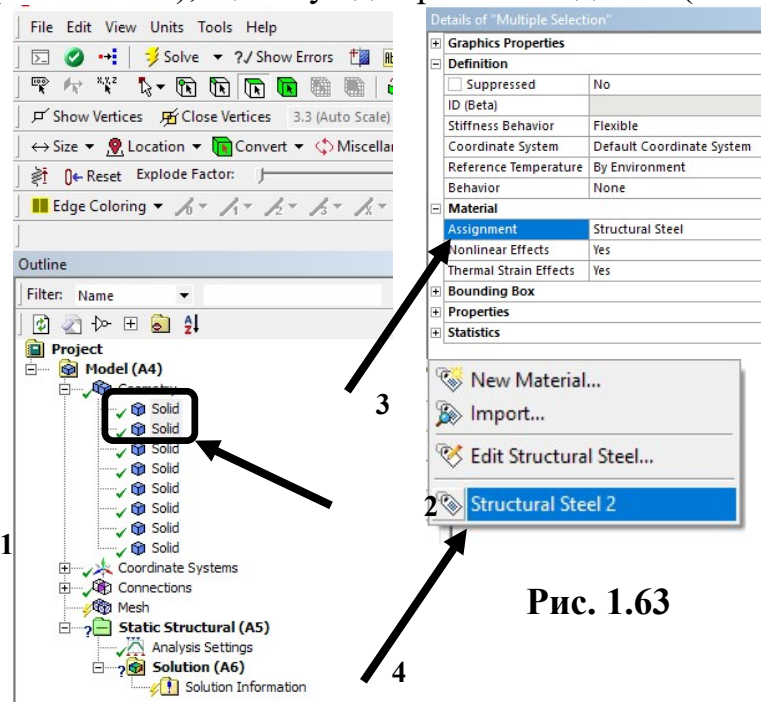 File Edit View Units Tools Help
Solve ?✓ Show Errors
Show Vertices Close Vertices 3.3 (Auto Scale)
Size Location Convert
Reset Explode Factor:
Edge Coloring
Outline
Filter: Name
Project
Model (A4)
Geometry
Solid
Solid
Solid
Solid
Solid
Solid
Solid
Solid
1
Coordinate Systems
Connections
Mesh
Static Structural (A5)
Analysis Settings
Solution (A6)
Solution Information
Details of "Multiple Selection"
Graphics Properties
Definition
Suppressed No
ID (Beta)
Stiffness Behavior Flexible
Coordinate System Default Coordinate System
Reference Temperature By Environment
Behavior None
Material
Assignment Structural Steel
Nonlinear Effects Yes
Thermal Strain Effects Yes
Bounding Box
Properties
Statistics
3
New Material...
Import...
Edit Structural Steel...
2
Structural Steel 2
4
Рис. 1.63